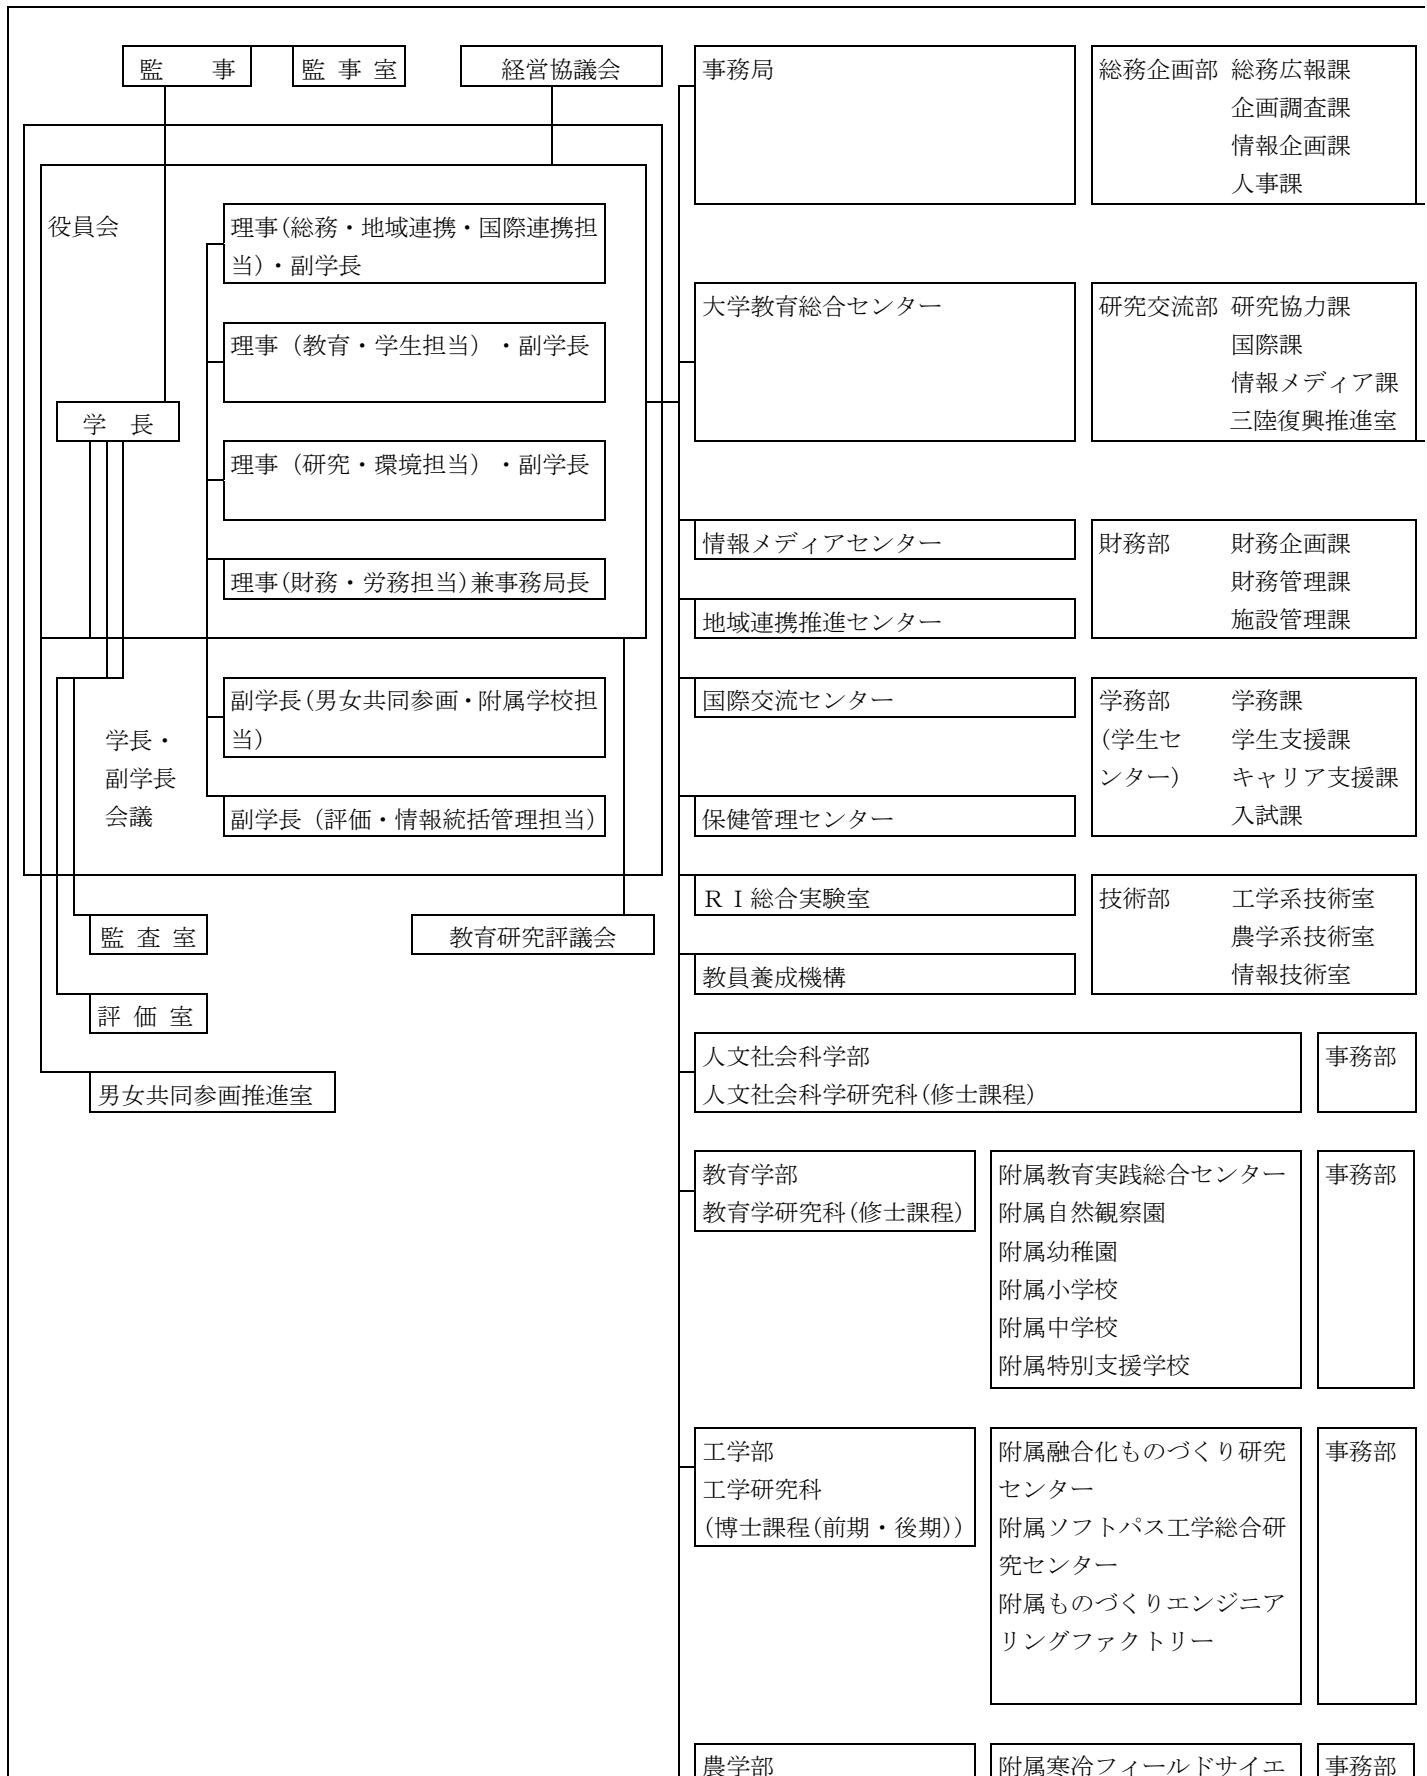 監　事
監 事 室
経営協議会
役員会
理事(総務・地域連携・国際連携担
当)・副学長
理事（教育・学生担当）・副学長
学　長
理事（研究・環境担当）・副学長
理事(財務・労務担当)兼事務局長
副学長(男女共同参画・附属学校担
当)
学長・
副学長
会議
副学長（評価・情報統括管理担当）
監 査 室
教育研究評議会
評 価 室
男女共同参画推進室
事務局
総務企画部 総務広報課
企画調査課
情報企画課
人事課
大学教育総合センター
研究交流部 研究協力課
国際課
情報メディア課
三陸復興推進室
情報メディアセンター
地域連携推進センター
財務部 財務企画課
財務管理課
施設管理課
国際交流センター
保健管理センター
学務部 学務課
(学生セ 学生支援課
ンター) キャリア支援課
入試課
ＲＩ総合実験室
教員養成機構
技術部 工学系技術室
農学系技術室
情報技術室
人文社会科学部
人文社会科学研究科(修士課程)
事務部
教育学部
教育学研究科(修士課程)
附属教育実践総合センター
附属自然観察園
附属幼稚園
附属小学校
附属中学校
附属特別支援学校
事務部
工学部
工学研究科
(博士課程(前期・後期))
附属融合化ものづくり研究
センター
附属ソフトパス工学総合研
究センター
附属ものづくりエンジニア
リングファクトリー
事務部
農学部
附属寒冷フィールドサイエ
事務部